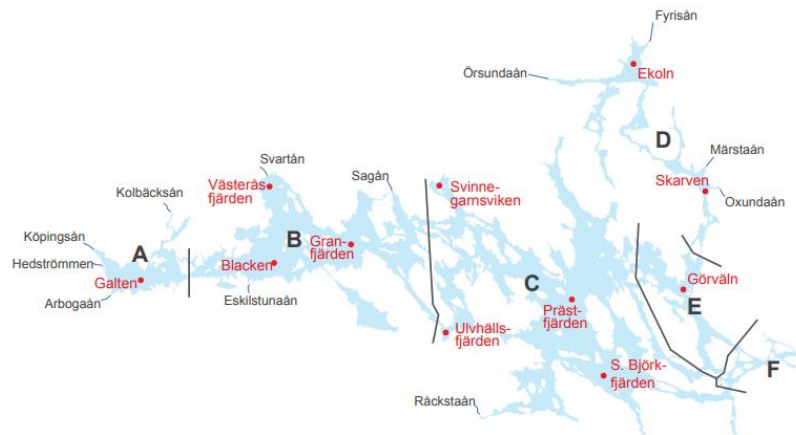 Fyrisån
Ekoln
Örsundaån
D
Märstaån
Svartån
Västerås
fjärden
Sagån
Svinne-
garnsviken
Skarven
Oxundaån
Kolbäcksån
Köpingsån
A
B
Gran-
fjärden
Hedströmmen
Galten
Blacken
C
Görväln
Arbogaån
Eskilstunaån
Präst-
fjärden
E
Ulvhälls-
fjärden
S. Björk-
fjärden
F
Råckstaån